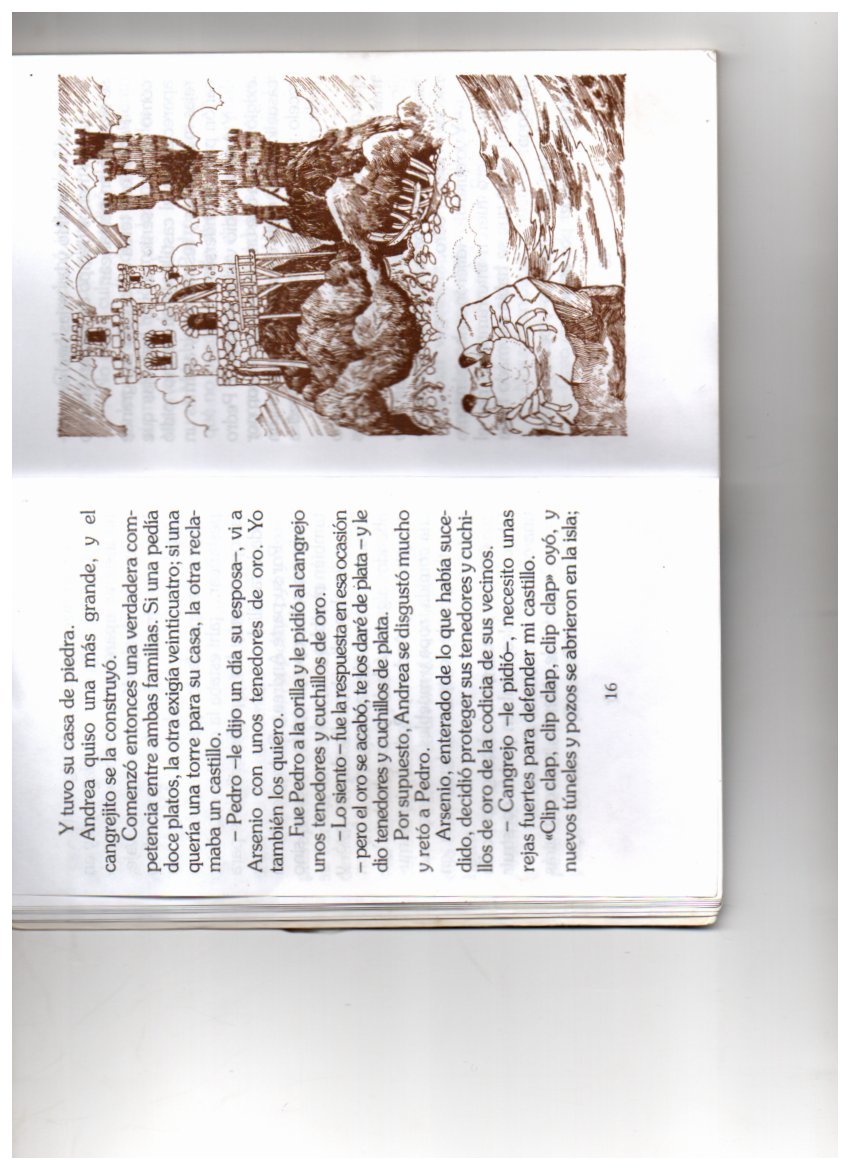 Y tuvo su casa de piedra.
Andrea quiso una más grande, y el
cangrejito se la construyó.
Comenzó entonces una verdadera com-
petencia entre ambas familias. Si una pedía
doce platos, la otra exigía veinticuatro; si una
quería una torre para su casa, la otra recla-
maba un castillo.
– Pedro –le dijo un día su esposa–, vi a
Arsenio con unos tenedores de oro. Yo
también los quiero.
Fue Pedro a la orilla y le pidió al cangrejo
unos tenedores y cuchillos de oro.
– Lo siento – fue la respuesta en esa ocasión
– pero el oro se acabó, te los daré de plata – y le
dio tenedores y cuchillos de plata.
Por supuesto, Andrea se disgustó mucho
y retó a Pedro.
Arsenio, enterado de lo que había suce-
dido, decidió proteger sus tenedores y cuchi-
llos de oro de la codicia de sus vecinos.
– Cangrejo –le pidió–, necesito unas
rejas fuertes para defender mi castillo.
«Clip clap, clip clap, clip clap» oyó, y
nuevos túneles y pozos se abrieron en la isla;
16